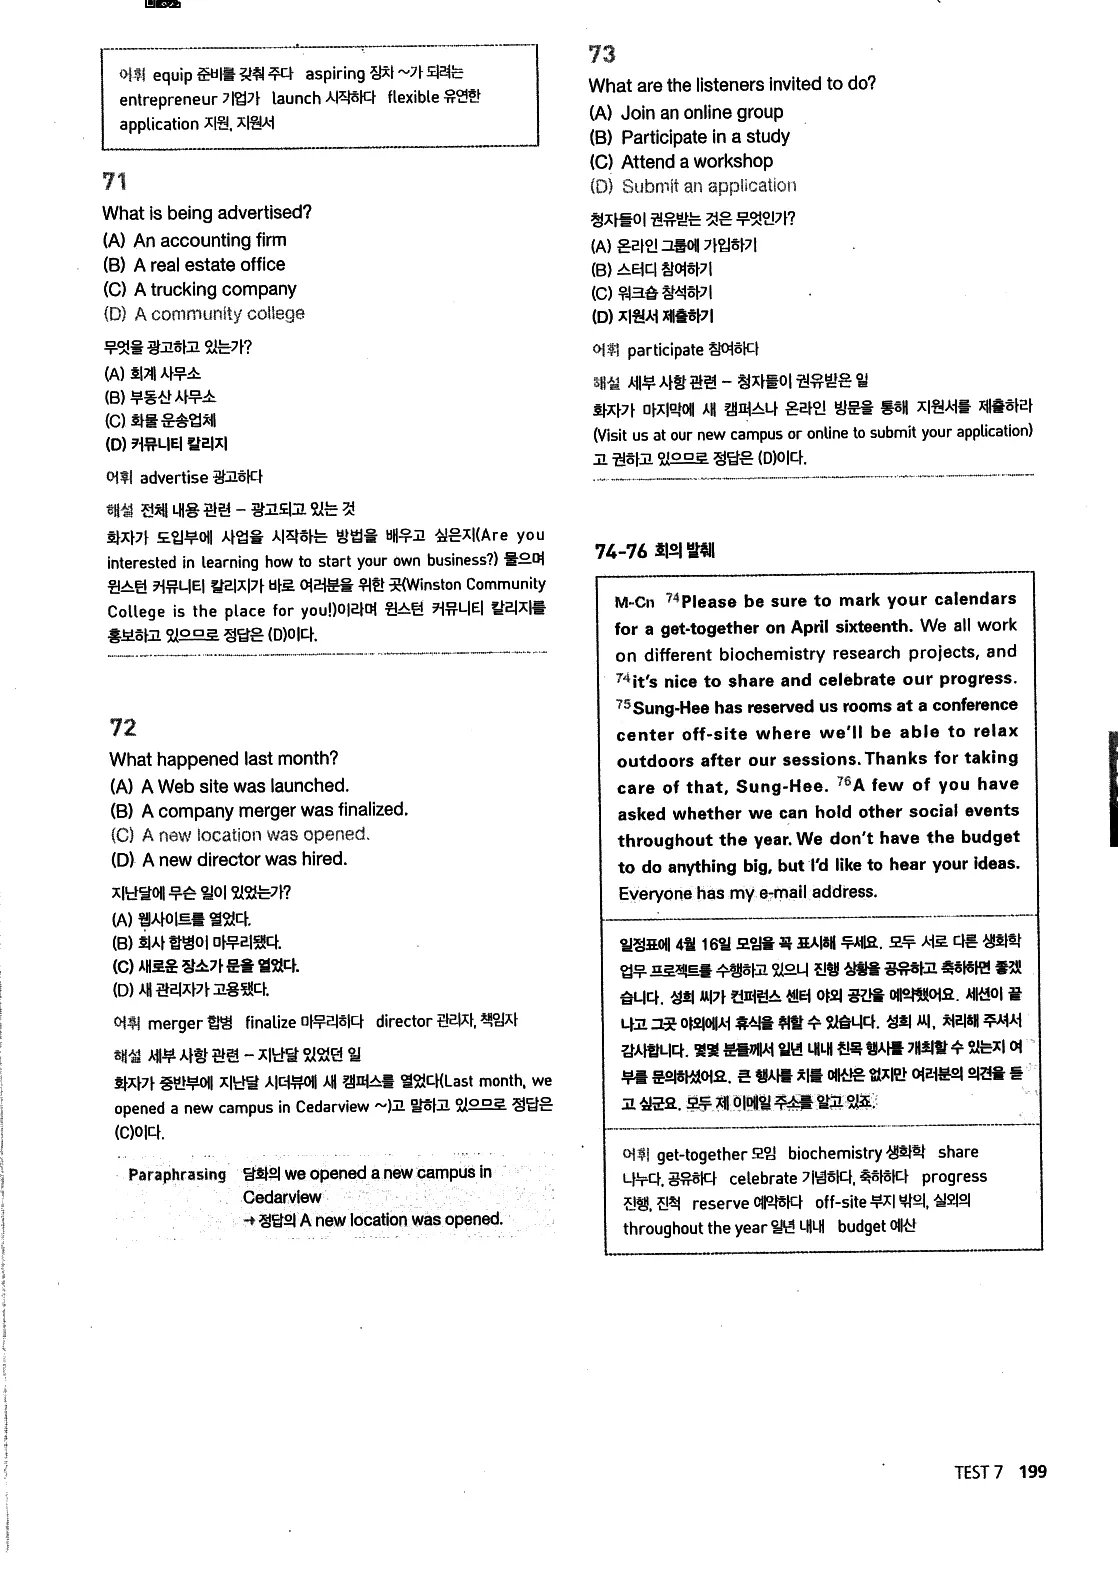 어휘 equip 준비를 갖춰 주다 aspiring 장차 ~가 되려는
entrepreneur 기업가 launch 시작하다 flexible 유연한
application 지원, 지원서
71
What is being advertised?
(A) An accounting firm
(B) A real estate office
(C) A trucking company
(D) A community college
무엇을 광고하고 있는가?
(A) 회계 사무소
(B) 부동산 사무소
(C) 화물 운송업체
(D) 커뮤니티 칼리지
어휘 advertise 광고하다
해설 전체 내용 관련 – 광고되고 있는 것
화자가 도입부에 사업을 시작하는 방법을 배우고 싶은지(Are you
interested in learning how to start your own business?) 물으며
윈스턴 커뮤니티 칼리지가 바로 여러분을 위한 곳(Winston Community
College is the place for you!)이라며 윈스턴 커뮤니티 칼리지를
홍보하고 있으므로 정답은 (D)이다.
72
What happened last month?
(A) A Web site was launched.
(B) A company merger was finalized.
(C) A new location was opened.
(D) A new director was hired.
지난달에 무슨 일이 있었는가?
(A) 웹사이트를 열었다.
(B) 회사 합병이 마무리됐다.
(C) 새로운 장소가 문을 열었다.
(D) 새 관리자가 고용됐다.
어휘 merger 합병 finalize 마무리하다 director 관리자, 책임자
해설 세부 사항 관련 – 지난달 있었던 일
화자가 중반부에 지난달 시더뷰에 새 캠퍼스를 열었다(Last month, we
opened a new campus in Cedarview ~)고 말하고 있으므로 정답은
(C)이다.
Paraphrasing 담화의 we opened a new campus in
Cedarview
→ 정답의 A new location was opened.
73
What are the listeners invited to do?
(A) Join an online group
(B) Participate in a study
(C) Attend a workshop
(D) Submit an application
청자들이 권유받는 것은 무엇인가?
(A) 온라인 그룹에 가입하기
(B) 스터디 참여하기
(C) 워크숍 참석하기
(D) 지원서 제출하기
어휘 participate 참여하다
해설 세부 사항 관련 – 청자들이 권유받은 일
화자가 마지막에 새 캠퍼스나 온라인 방문을 통해 지원서를 제출하라
(Visit us at our new campus or online to submit your application)
고 권하고 있으므로 정답은 (D)이다.
74-76 회의 발췌
M-Cn 74Please be sure to mark your calendars
for a get-together on April sixteenth. We all work
on different biochemistry research projects, and
74it's nice to share and celebrate our progress.
75Sung-Hee has reserved us rooms at a conference
center off-site where we'll be able to relax
outdoors after our sessions. Thanks for taking
care of that, Sung-Hee. 76A few of you have
asked whether we can hold other social events
throughout the year. We don't have the budget
to do anything big, but I'd like to hear your ideas.
Everyone has my e-mail address.
일정표에 4월 16일 모임을 꼭 표시해 두세요. 모두 서로 다른 생화학
업무 프로젝트를 수행하고 있으니 진행 상황을 공유하고 축하하면 좋겠
습니다. 성희 씨가 컨퍼런스 센터 야외 공간을 예약했어요. 세션이 끝
나고 그곳 야외에서 휴식을 취할 수 있습니다. 성희 씨, 처리해 주셔서
감사합니다. 몇몇 분들께서 일년 내내 친목 행사를 개최할 수 있는지 여
부를 문의하셨어요. 큰 행사를 치를 예산은 없지만 여러분의 의견을 듣
고 싶군요. 모두 제 이메일 주소를 알고 있죠.
어휘 get-together 모임 biochemistry 생화학 share
나누다, 공유하다 celebrate 기념하다, 축하하다 progress
진행, 진척 reserve 예약하다 off-site 부지 밖의, 실외의
throughout the year 일년 내내 budget 예산
TEST 7 199